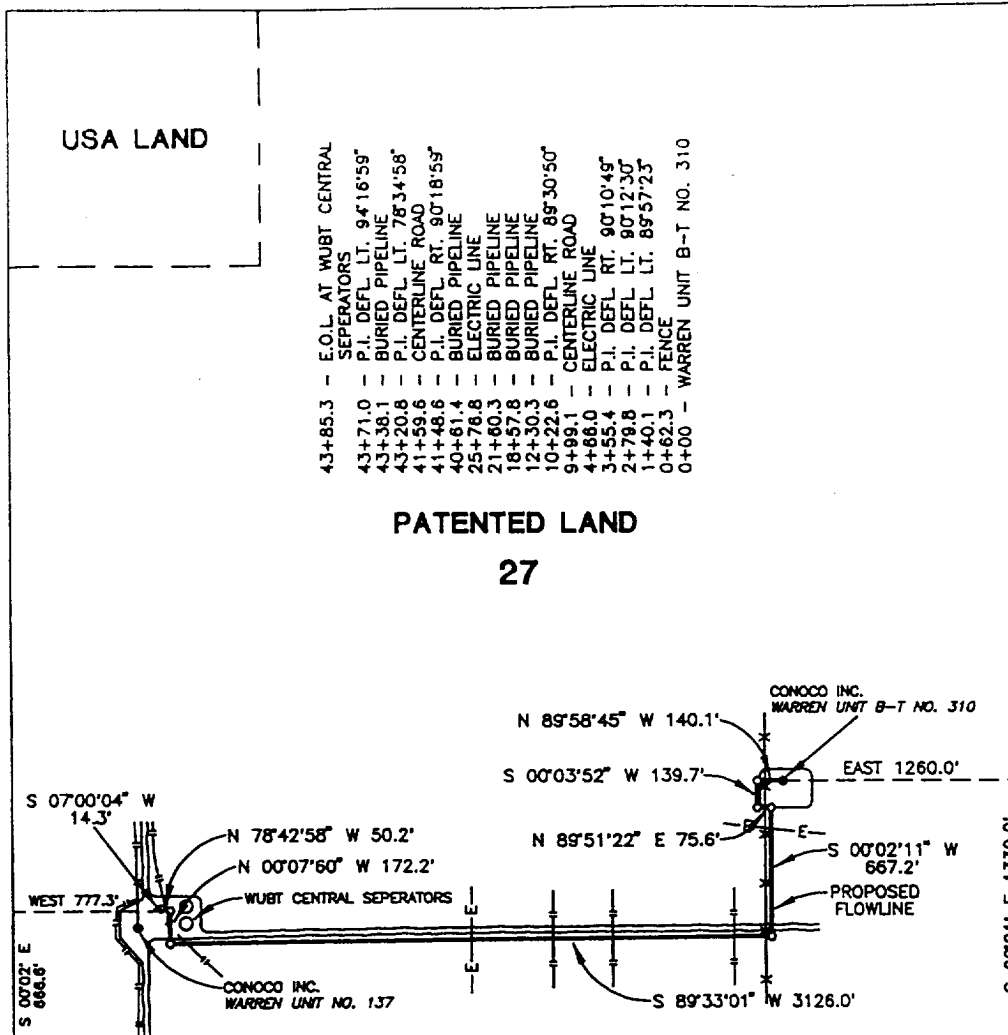 USA LAND
43+85.3 – E.O.L. AT WUBT CENTRAL
SEPERATORS
43+71.0 – P.I. DEFL. LT. 94°16'59"
43+38.1 – BURIED PIPELINE
43+20.8 – P.I. DEFL. LT. 78°34'58"
41+59.6 – CENTERLINE ROAD
41+48.6 – P.I. DEFL. RT. 90°18'59"
40+61.4 – BURIED PIPELINE
25+76.8 – ELECTRIC LINE
21+60.3 – BURIED PIPELINE
18+57.8 – BURIED PIPELINE
12+30.3 – BURIED PIPELINE
10+22.6 – P.I. DEFL. RT. 89°30'50"
9+99.1 – CENTERLINE ROAD
4+66.0 – ELECTRIC LINE
3+55.4 – P.I. DEFL. RT. 90°10'49"
2+79.8 – P.I. DEFL. LT. 90°12'30"
1+40.1 – P.I. DEFL. LT. 89°57'23"
0+62.3 – FENCE
0+00 – WARREN UNIT B–T NO. 310
PATENTED LAND
27
CONOCO INC.
WARREN UNIT B–T NO. 310
N 89°58'45" W 140.1'
EAST 1260.0'
S 00°03'52" W 139.7'
S 07°00'04" W
14.3'
N 78°42'58" W 50.2'
N 89°51'22" E 75.6'
E
E
S 00°02'11" W
667.2'
N 00°07'60" W 172.2'
WEST 777.3'
WUBT CENTRAL SEPERATORS
PROPOSED
FLOWLINE
E
E
CONOCO INC.
WARREN UNIT NO. 137
S 89°33'01" W 3126.0'
S 00°02' E
666.6'